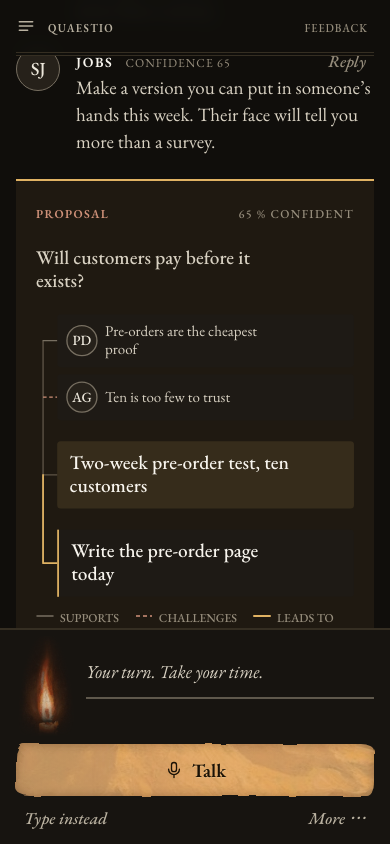 QUAESTIO
FEEDBACK
SJ
JOBS CONFIDENCE 65
Reply
Make a version you can put in someone’s
hands this week. Their face will tell you
more than a survey.
PROPOSAL
65 % CONFIDENT
Will customers pay before it
exists?
PD
Pre-orders are the cheapest
proof
AG
Ten is too few to trust
Two-week pre-order test, ten
customers
Write the pre-order page
today
SUPPORTS
CHALLENGES
LEADS TO
Your turn. Take your time.
Talk
Type instead
More ···